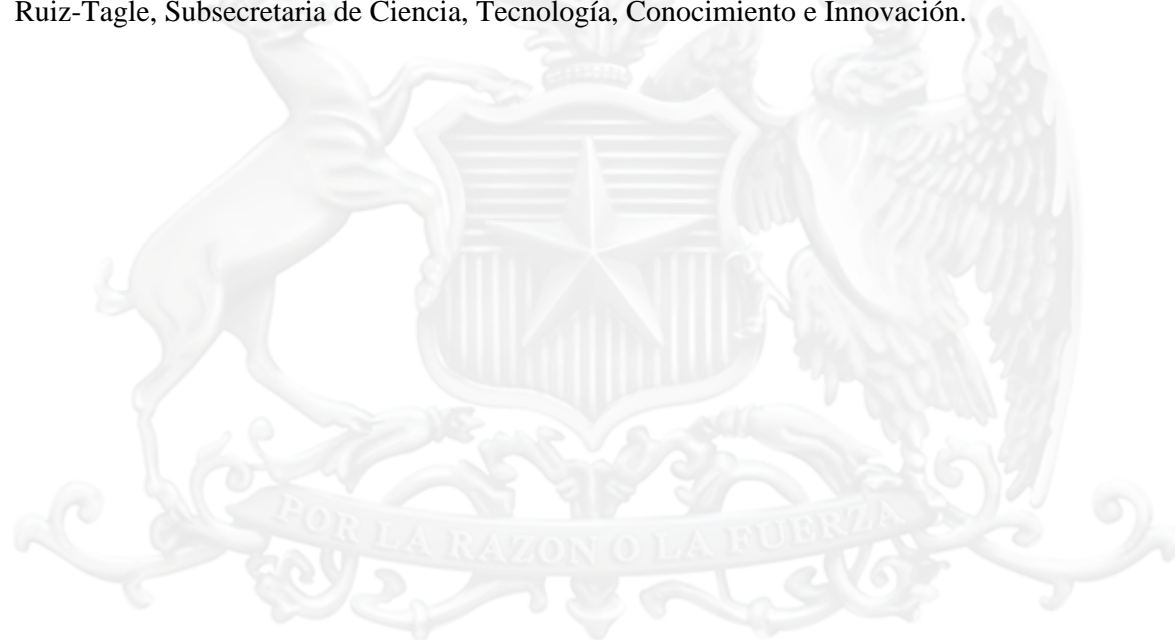 Ruiz-Tagle, Subsecretaria de Ciencia, Tecnología, Conocimiento e Innovación.
POR LA RAZON O LA FUERZA